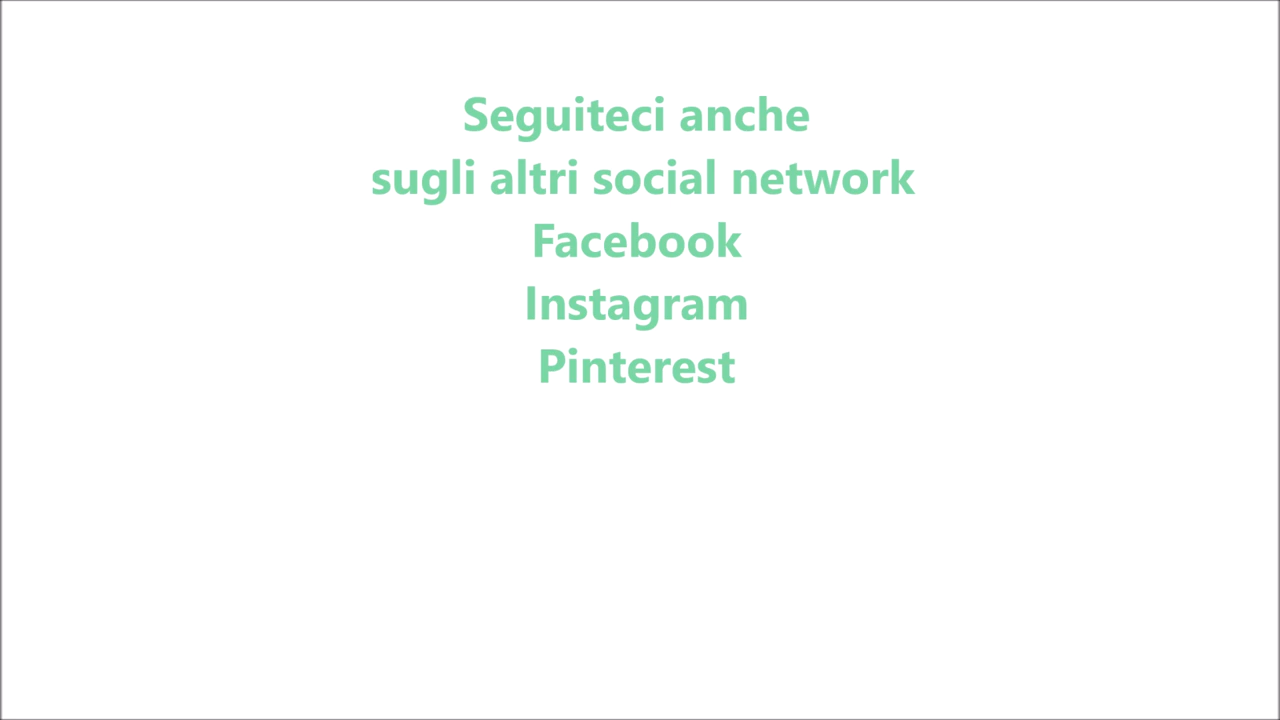 Seguiteci anche
sugli altri social network
Facebook
Instagram
Pinterest